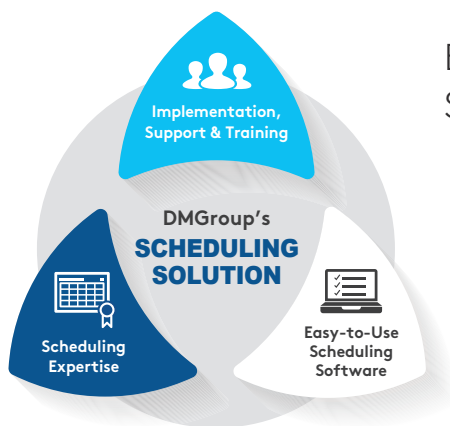 Implementation,
Support & Training
DMGroup's
SCHEDULING
SOLUTION
Scheduling
Expertise
Easy-to-Use
Scheduling
Software